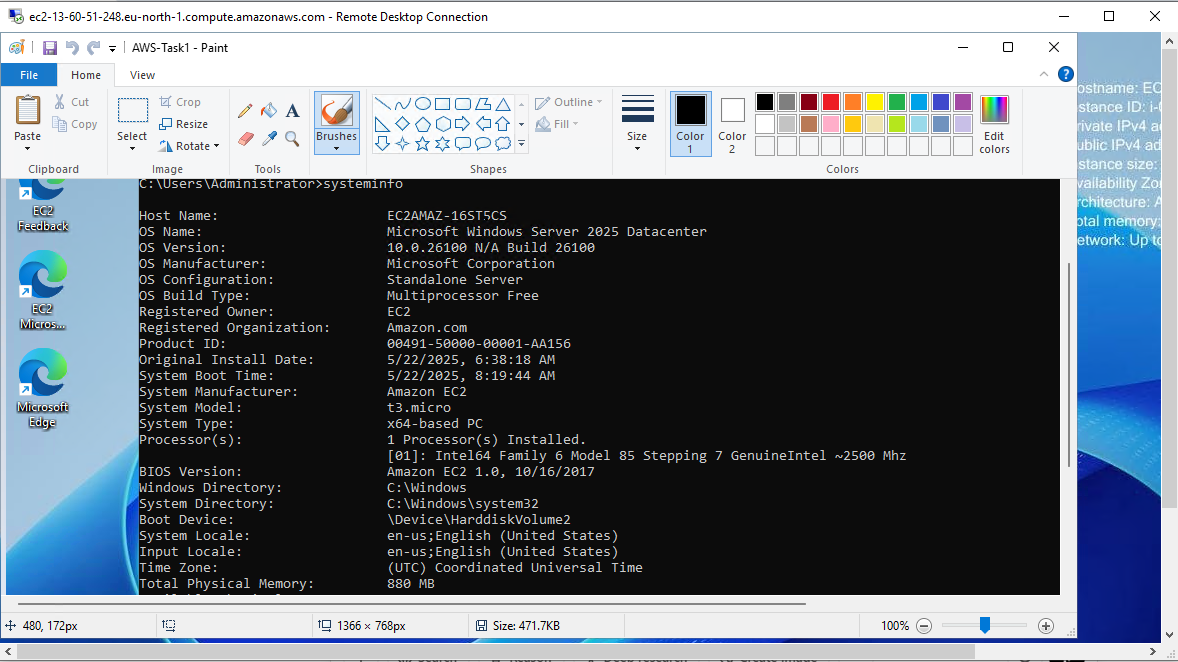 ec2-13-60-51-248.eu-north-1.compute.amazonaws.com - Remote Desktop Connection
AWS-Task1 - Paint
File
Home
View
Paste
Cut
Copy
Clipboard
Select
Crop
Resize
Rotate
Image
A
Tools
Brushes
Outline
Fill
Shapes
Size
Color
1
Color
2
Edit
colors
Colors
EC2
Feedback
EC2
Micros...
Microsoft
Edge
C:\Users\Administrator>systeminfo
Host Name: EC2AMAZ-16ST5CS
OS Name: Microsoft Windows Server 2025 Datacenter
OS Version: 10.0.26100 N/A Build 26100
OS Manufacturer: Microsoft Corporation
OS Configuration: Standalone Server
OS Build Type: Multiprocessor Free
Registered Owner: EC2
Registered Organization: Amazon.com
Product ID: 00491-50000-00001-AA156
Original Install Date: 5/22/2025, 6:38:18 AM
System Boot Time: 5/22/2025, 8:19:44 AM
System Manufacturer: Amazon EC2
System Model: t3.micro
System Type: x64-based PC
Processor(s): 1 Processor(s) Installed.
[01]: Intel64 Family 6 Model 85 Stepping 7 GenuineIntel ~2500 Mhz
BIOS Version: Amazon EC2 1.0, 10/16/2017
Windows Directory: C:\Windows
System Directory: C:\Windows\system32
Boot Device: \Device\HarddiskVolume2
System Locale: en-us;English (United States)
Input Locale: en-us;English (United States)
Time Zone: (UTC) Coordinated Universal Time
Total Physical Memory: 880 MB
ostname: EC
stance ID: i-
rivate IPv4 ad
ublic IPv4 ad
stance size:
vailability Zo
rchitecture: A
otal memory:
etwork: Up to
480, 172px
1366 × 768px
Size: 471.7KB
100%